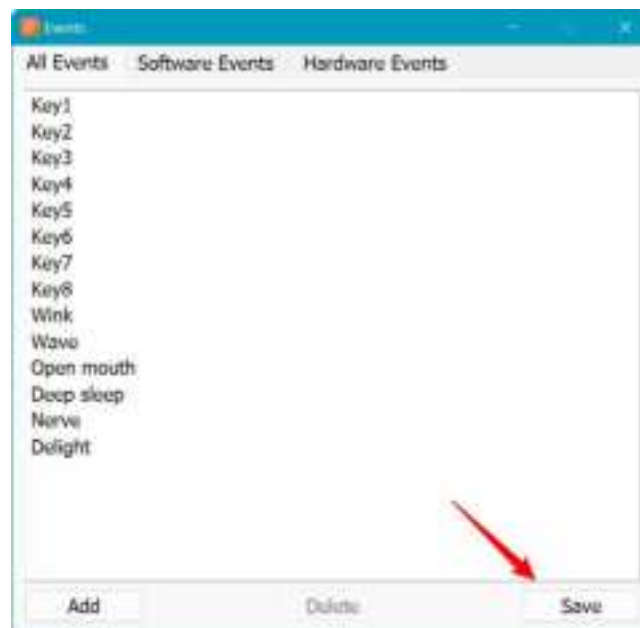 Events
All Events Software Events Hardware Events
Key1
Key2
Key3
Key4
Key5
Key6
Key7
Key8
Wink
Wave
Open mouth
Deep sleep
Nerve
Delight
Add Delete Save